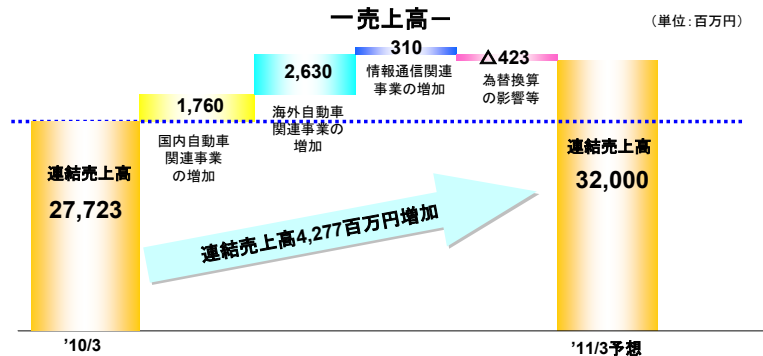 ー売上高ー
（単位：百万円）
310
情報通信関連
事業の増加
△423
為替換算
の影響等
2,630
海外自動車
関連事業の
増加
1,760
国内自動車
関連事業
の増加
連結売上高
27,723
連結売上高
32,000
連結売上高4,277百万円増加
'10/3
'11/3予想